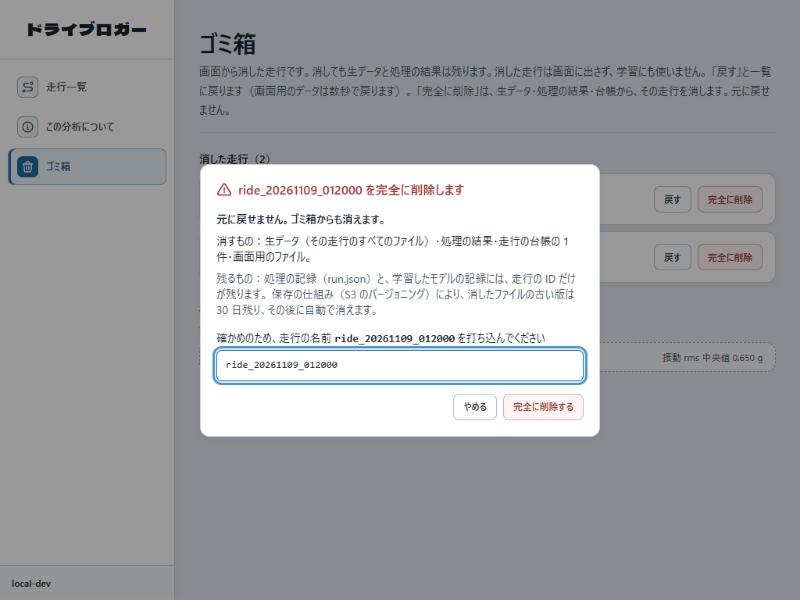 ドライブロガー
走行一覧
この分析について
ゴミ箱
local-dev
ゴミ箱
画面から消した走行です。消しても生データと処理の結果は残ります。消した走行は画面に出さず、学習にも使いません。「戻す」と一覧
に戻ります（画面用のデータは数秒で戻ります）。「完全に削除」は、生データ・処理の結果・台帳から、その走行を消します。元に戻せ
ません。
消した走行（2）
戻す
完全に削除
戻す
完全に削除
振動 rms 中央値 0.650 g
ride_20261109_012000 を完全に削除します
元に戻せません。ゴミ箱からも消えます。
消すもの：生データ（その走行のすべてのファイル）・処理の結果・走行の台帳の 1
件・画面用のファイル。
残るもの：処理の記録（run.json）と、学習したモデルの記録には、走行の ID だけ
が残ります。保存の仕組み（S3 のバージョニング）により、消したファイルの古い版は
30 日残り、その後に自動で消えます。
確かめのため、走行の名前 ride_20261109_012000 を打ち込んでください
ride_20261109_012000
やめる
完全に削除する